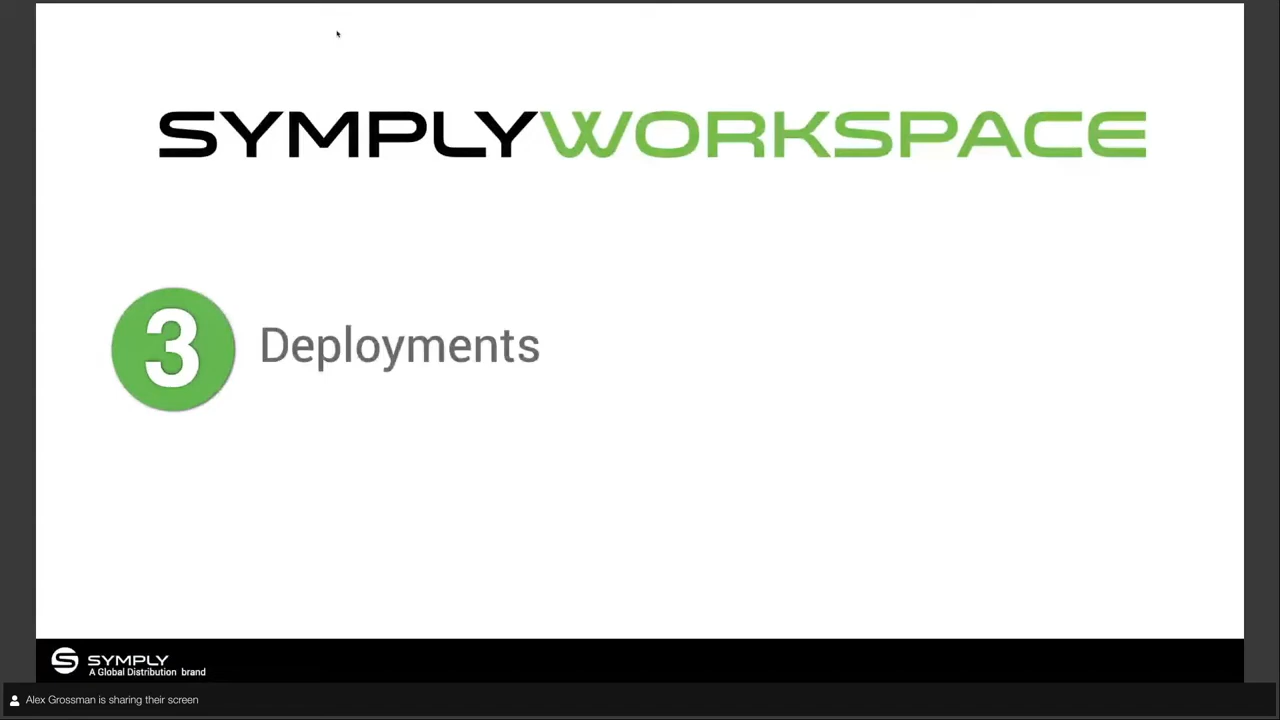 SYMPLYWORKSPACE
3 Deployments
SYMPLY
A Global Distribution brand
Alex Grossman is sharing their screen